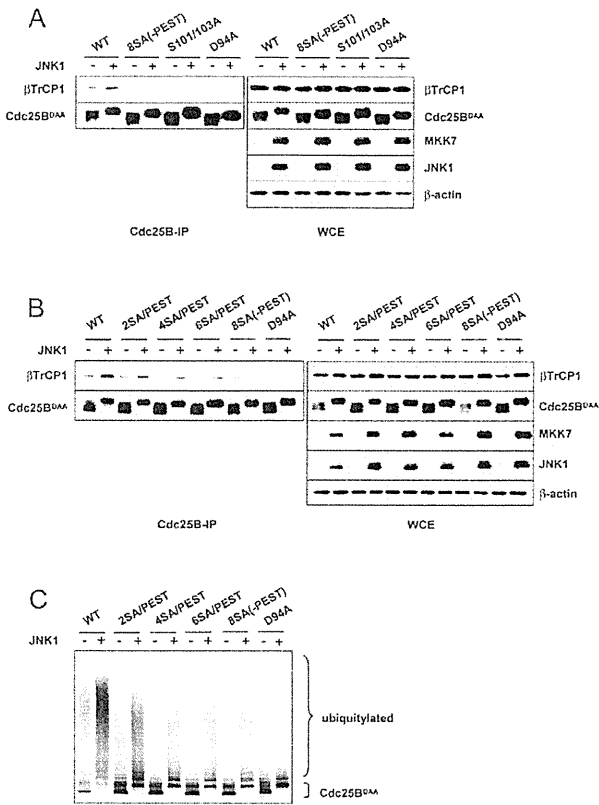 A
WT 8SA(-PEST) S101/103A D94A WT 8SA(-PEST) S101/103A D94A
JNK1 - + - + - + - + - + - + - + - +
βTrCP1 βTrCP1
Cdc25BDAA Cdc25BDAA
MKK7
JNK1
β-actin
Cdc25B-IP WCE
B
WT 2SA/PEST 4SA/PEST 6SA/PEST 8SA(-PEST) D94A WT 2SA/PEST 4SA/PEST 6SA/PEST 8SA(-PEST) D94A
JNK1 - + - + - + - + - + - + - + - + - + - + - + - +
βTrCP1 βTrCP1
Cdc25BDAA Cdc25BDAA
MKK7
JNK1
β-actin
Cdc25B-IP WCE
C
WT 2SA/PEST 4SA/PEST 6SA/PEST 8SA(-PEST) D94A
JNK1 - + - + - + - + - + - +
ubiquitylated
Cdc25BDAA